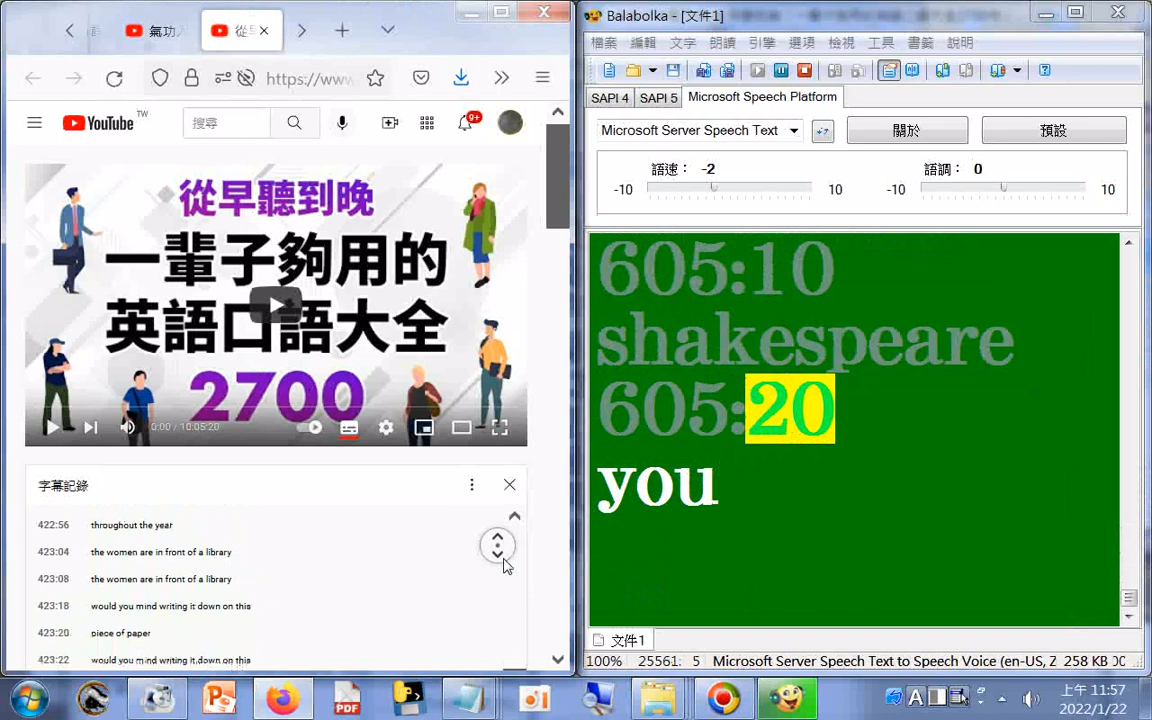 氣功
從
https://www
YouTube TW
搜尋
9+
從早聽到晚
一輩子夠用的
英語口語大全
2700
0:00 / 10:05:20
字幕記錄
422:56 throughout the year
423:04 the women are in front of a library
423:08 the women are in front of a library
423:18 would you mind writing it down on this
423:20 piece of paper
423:22 would you mind writing it down on this
Balabolka - [文件1]
檔案 編輯 文字 朗讀 引擎 選項 檢視 工具 書籤 說明
SAPI 4 SAPI 5 Microsoft Speech Platform
Microsoft Server Speech Text
關於
預設
語速: -2
-10 10
語調: 0
-10 10
605:10
shakespeare
605:20
you
文件1
100% 25561: 5 Microsoft Server Speech Text to Speech Voice (en-US, Z 258 KB
PDF
A
上午 11:57
2022/1/22